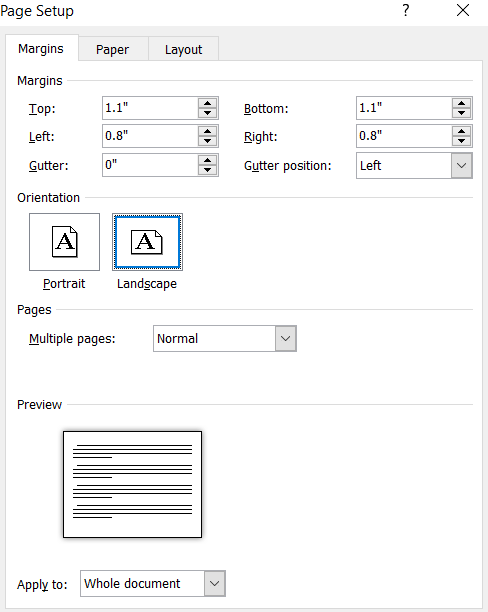 Page Setup ?
Margins Paper Layout
Margins
Top: 1.1" Bottom: 1.1"
Left: 0.8" Right: 0.8"
Gutter: 0" Gutter position: Left
Orientation
A A
Portrait Landscape
Pages
Multiple pages: Normal
Preview
Apply to: Whole document